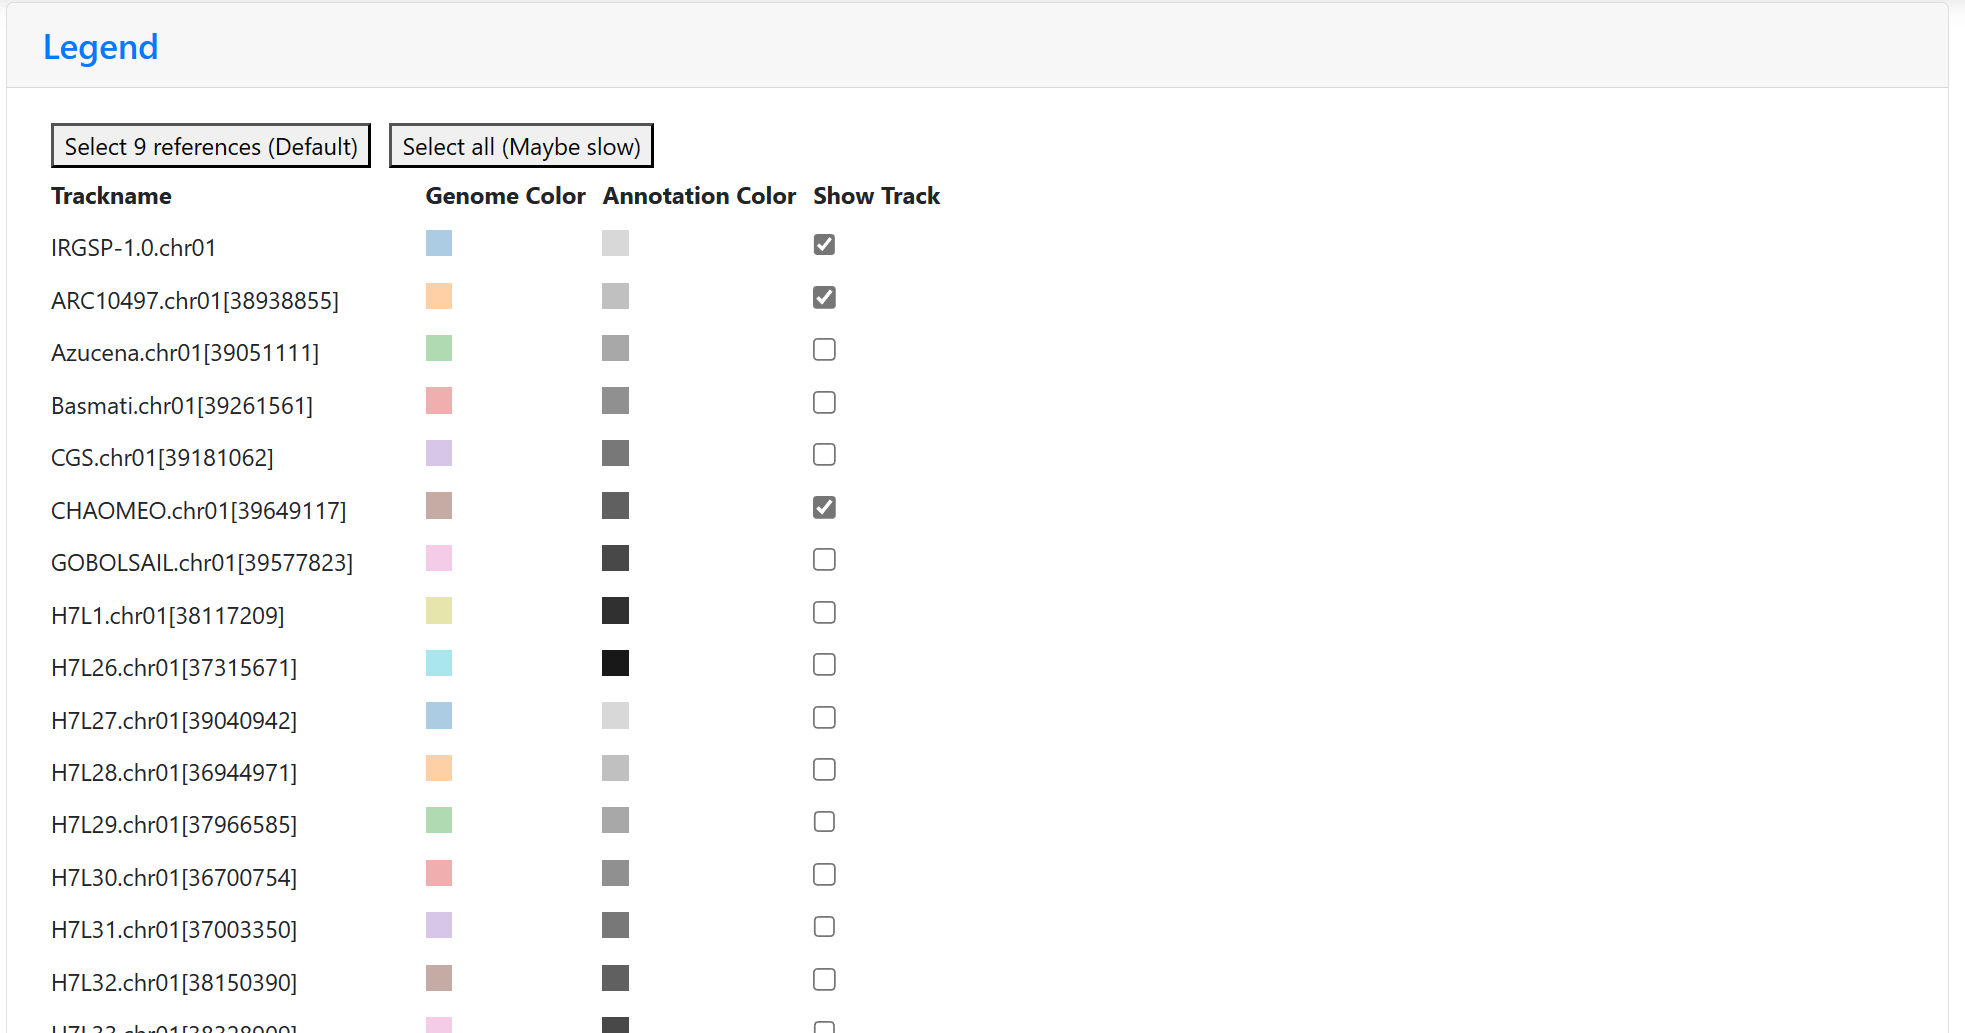 Legend
Select 9 references (Default) Select all (Maybe slow)
Trackname Genome Color Annotation Color Show Track
IRGSP-1.0.chr01
ARC10497.chr01[38938855]
Azucena.chr01[39051111]
Basmati.chr01[39261561]
CGS.chr01[39181062]
CHAOMEO.chr01[39649117]
GOBOLSAIL.chr01[39577823]
H7L1.chr01[38117209]
H7L26.chr01[37315671]
H7L27.chr01[39040942]
H7L28.chr01[36944971]
H7L29.chr01[37966585]
H7L30.chr01[36700754]
H7L31.chr01[37003350]
H7L32.chr01[38150390]